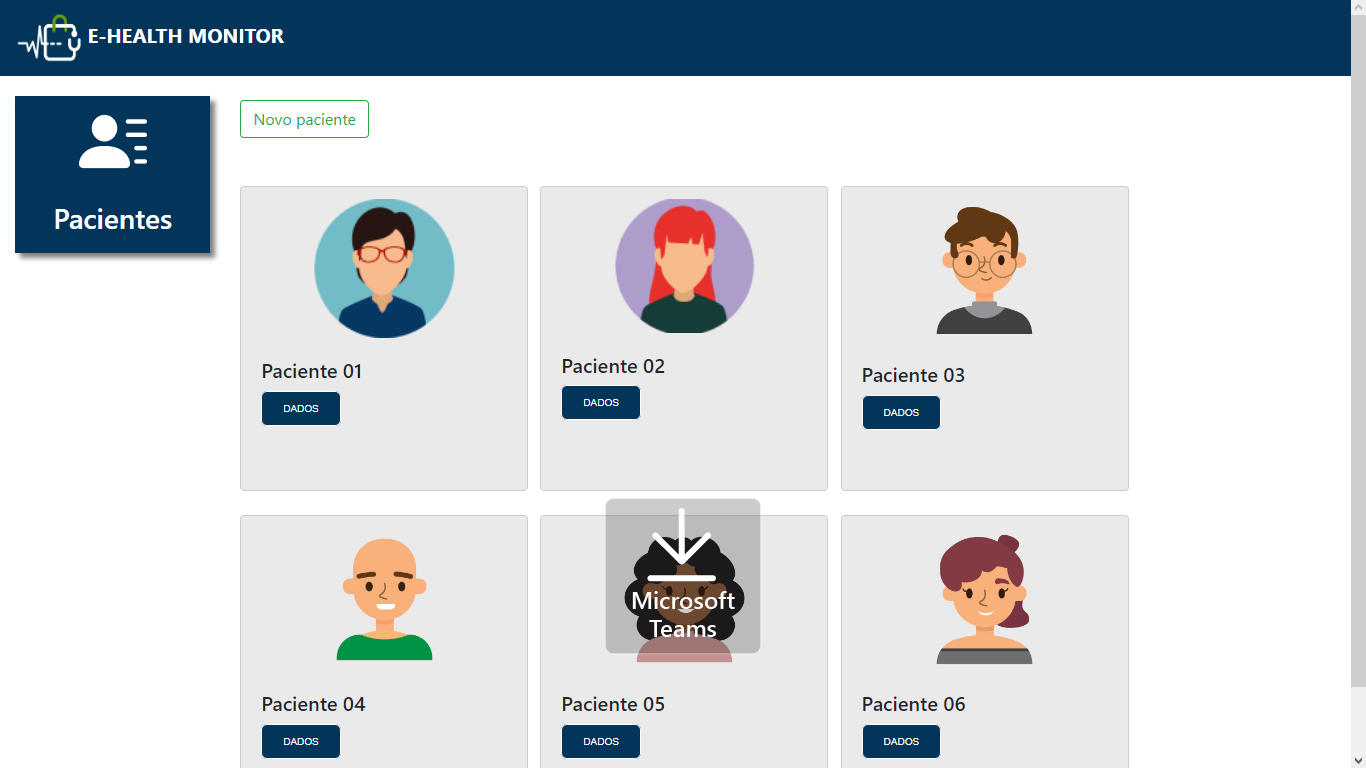 E-HEALTH MONITOR
Pacientes
Novo paciente
Paciente 01
DADOS
Paciente 02
DADOS
Paciente 03
DADOS
Microsoft
Teams
Paciente 04
DADOS
Paciente 05
DADOS
Paciente 06
DADOS